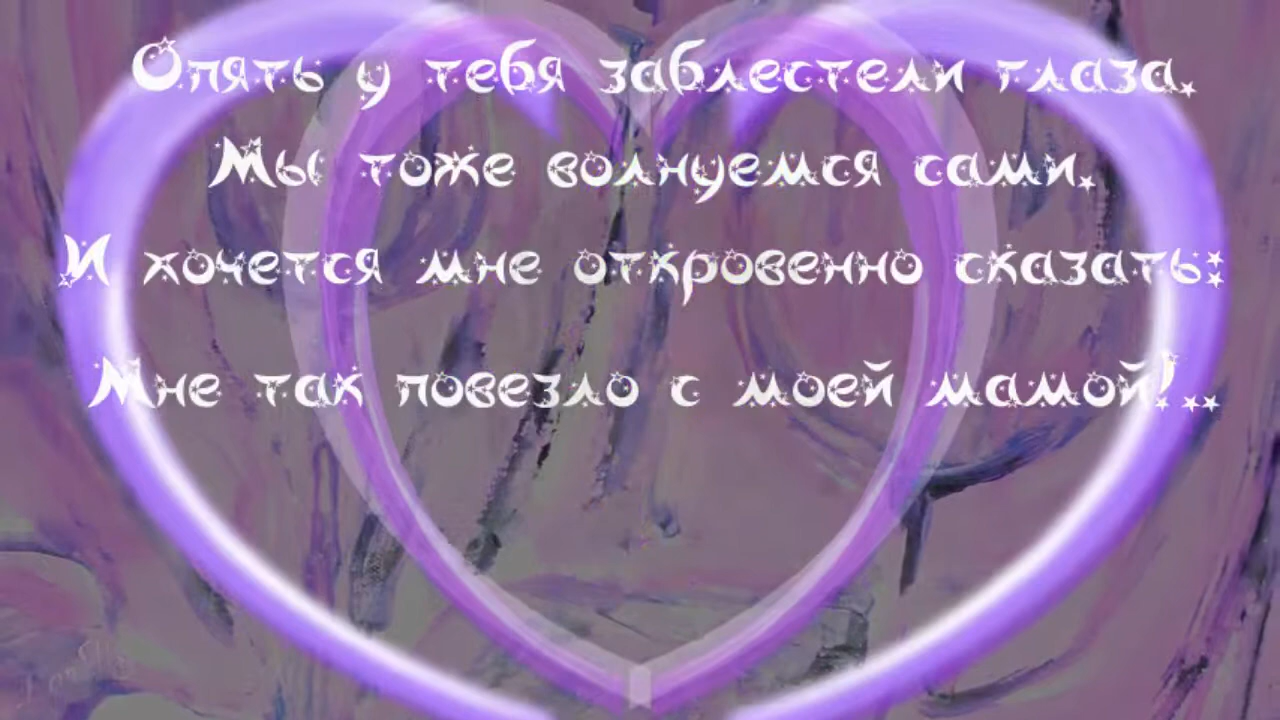 Опять у тебя заблестели глаза.
Мы тоже волнуемся сами.
И хочется мне откровенно сказать:
Мне так повезло с моей мамой!..